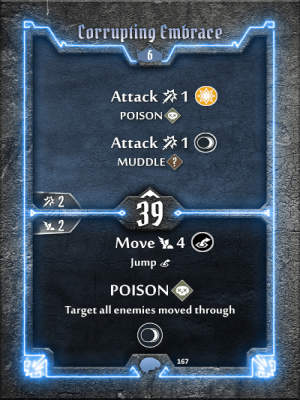 Corrupting Embrace
6
Attack 1
POISON
Attack 1
MUDDLE
2
39
2
Move 4
Jump
POISON
Target all enemies moved through
167